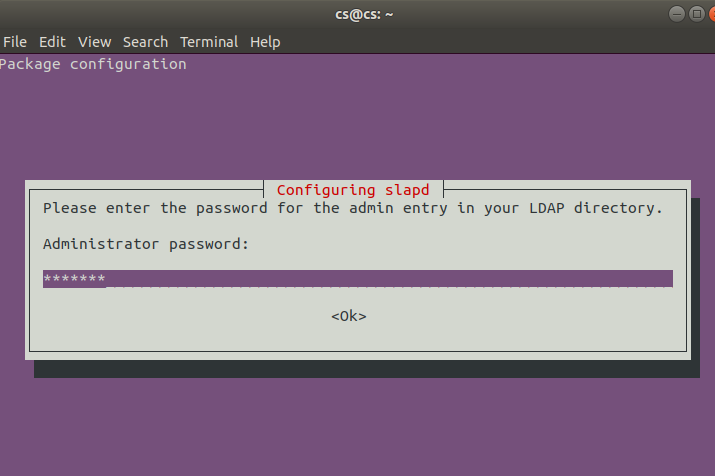 cs@cs: ~
File Edit View Search Terminal Help
Package configuration
Configuring slapd
Please enter the password for the admin entry in your LDAP directory.
Administrator password:
*******
<Ok>